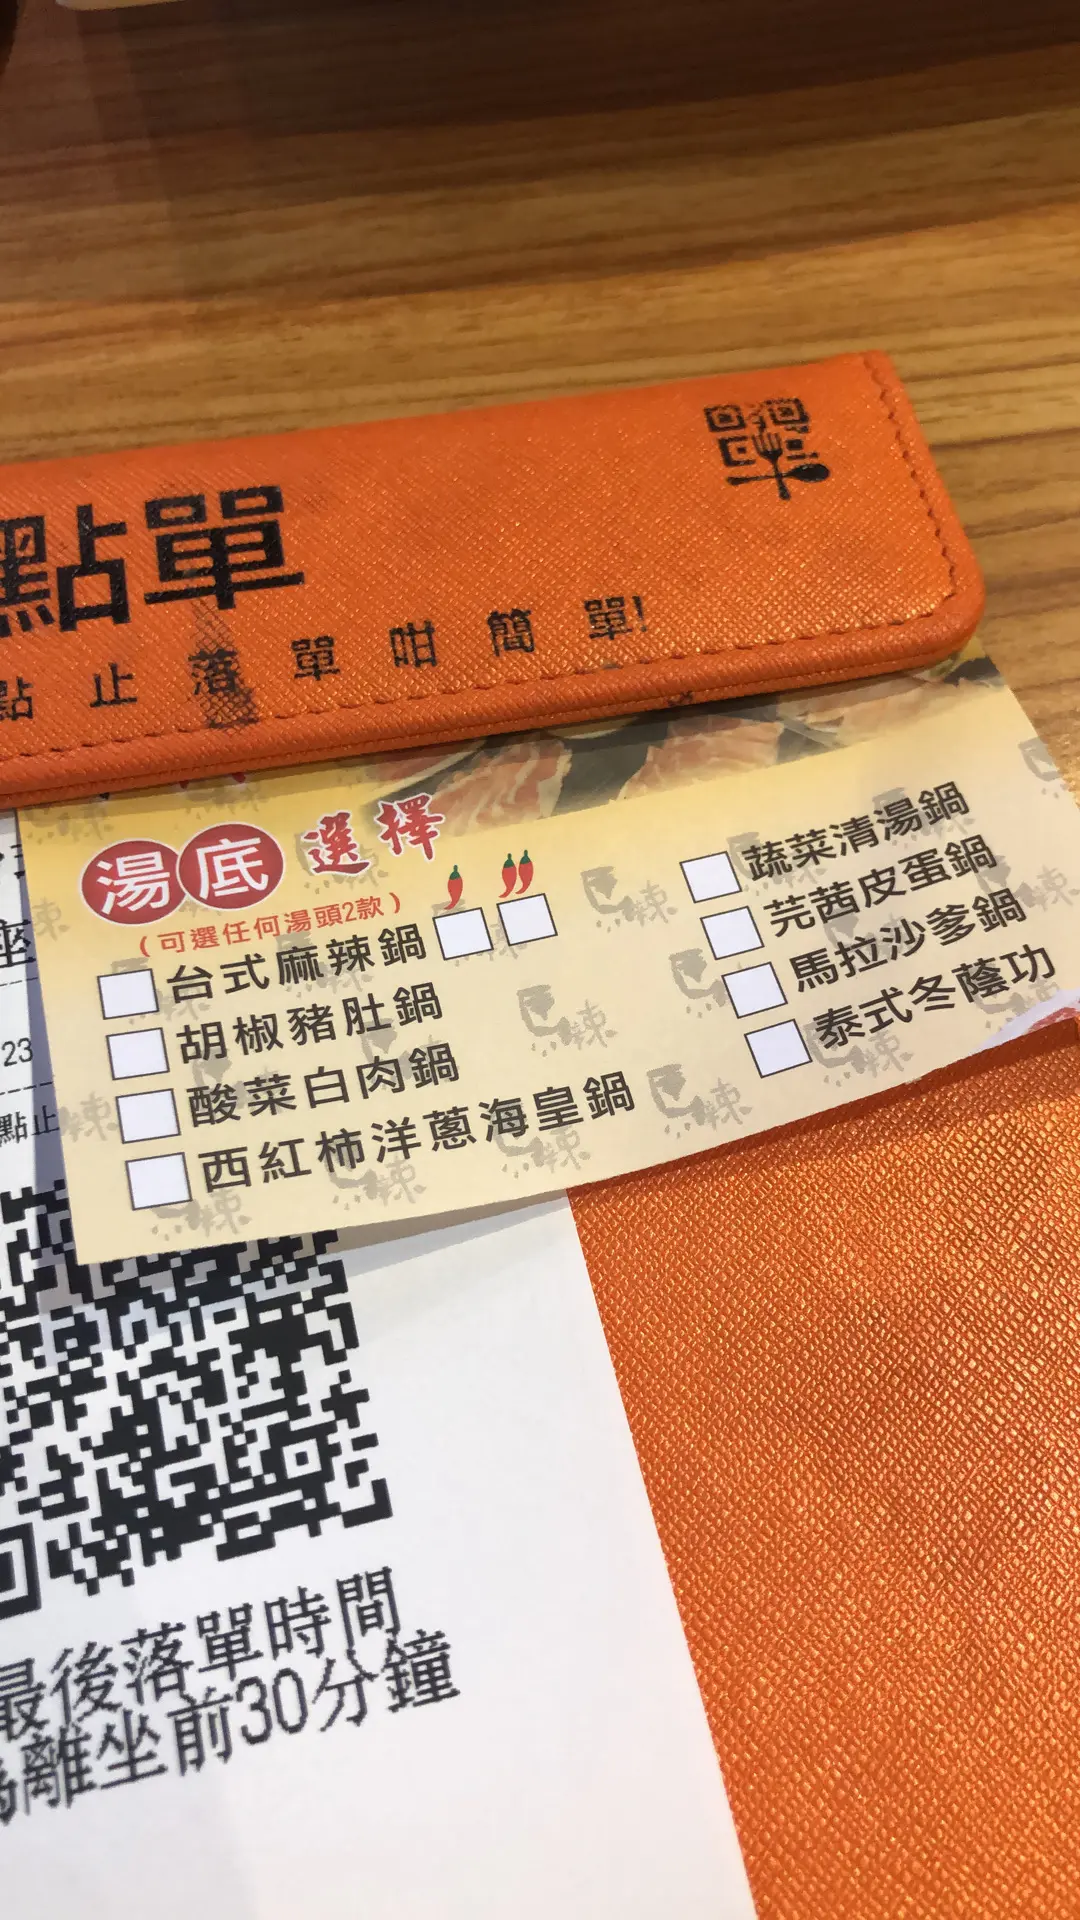 點單
點止落單咁簡單!
湯底選擇
(可選任何湯頭2款)
台式麻辣鍋
胡椒豬肚鍋
酸菜白肉鍋
西紅柿洋蔥海皇鍋
蔬菜清湯鍋
芫茜皮蛋鍋
馬拉沙爹鍋
泰式冬蔭功
座
23
點止
最後落單時間
離坐前30分鐘